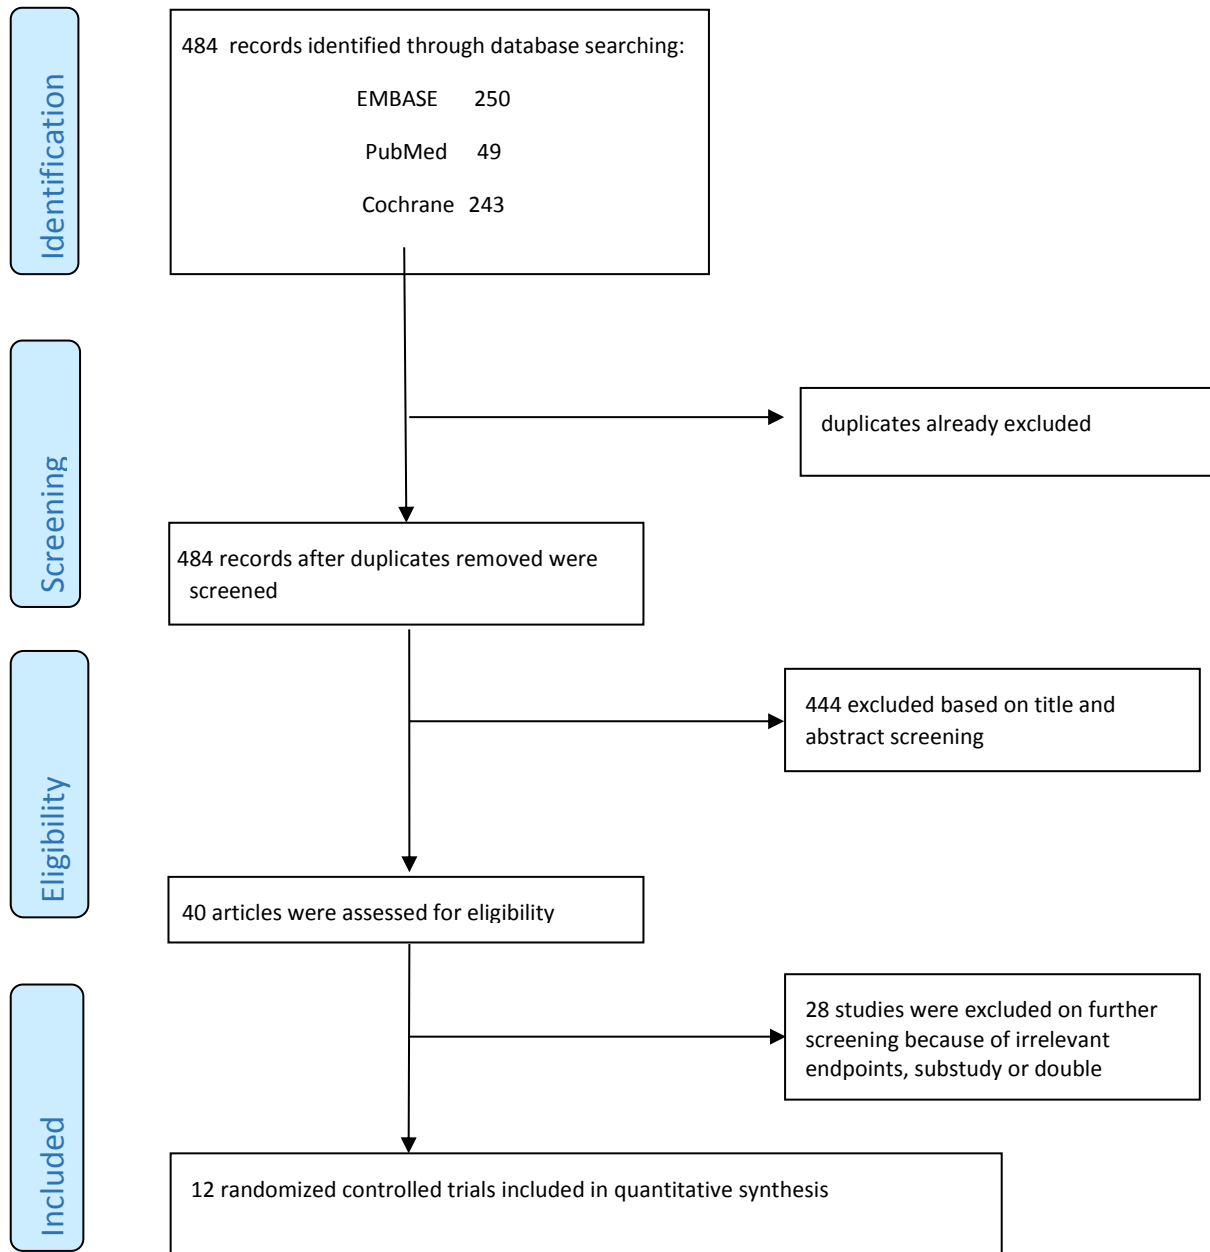 Identification
484 records identified through database searching:
EMBASE 250
PubMed 49
Cochrane 243
Screening
duplicates already excluded
484 records after duplicates removed were
screened
Eligibility
444 excluded based on title and
abstract screening
40 articles were assessed for eligibility
Included
28 studies were excluded on further
screening because of irrelevant
endpoints, substudy or double
12 randomized controlled trials included in quantitative synthesis